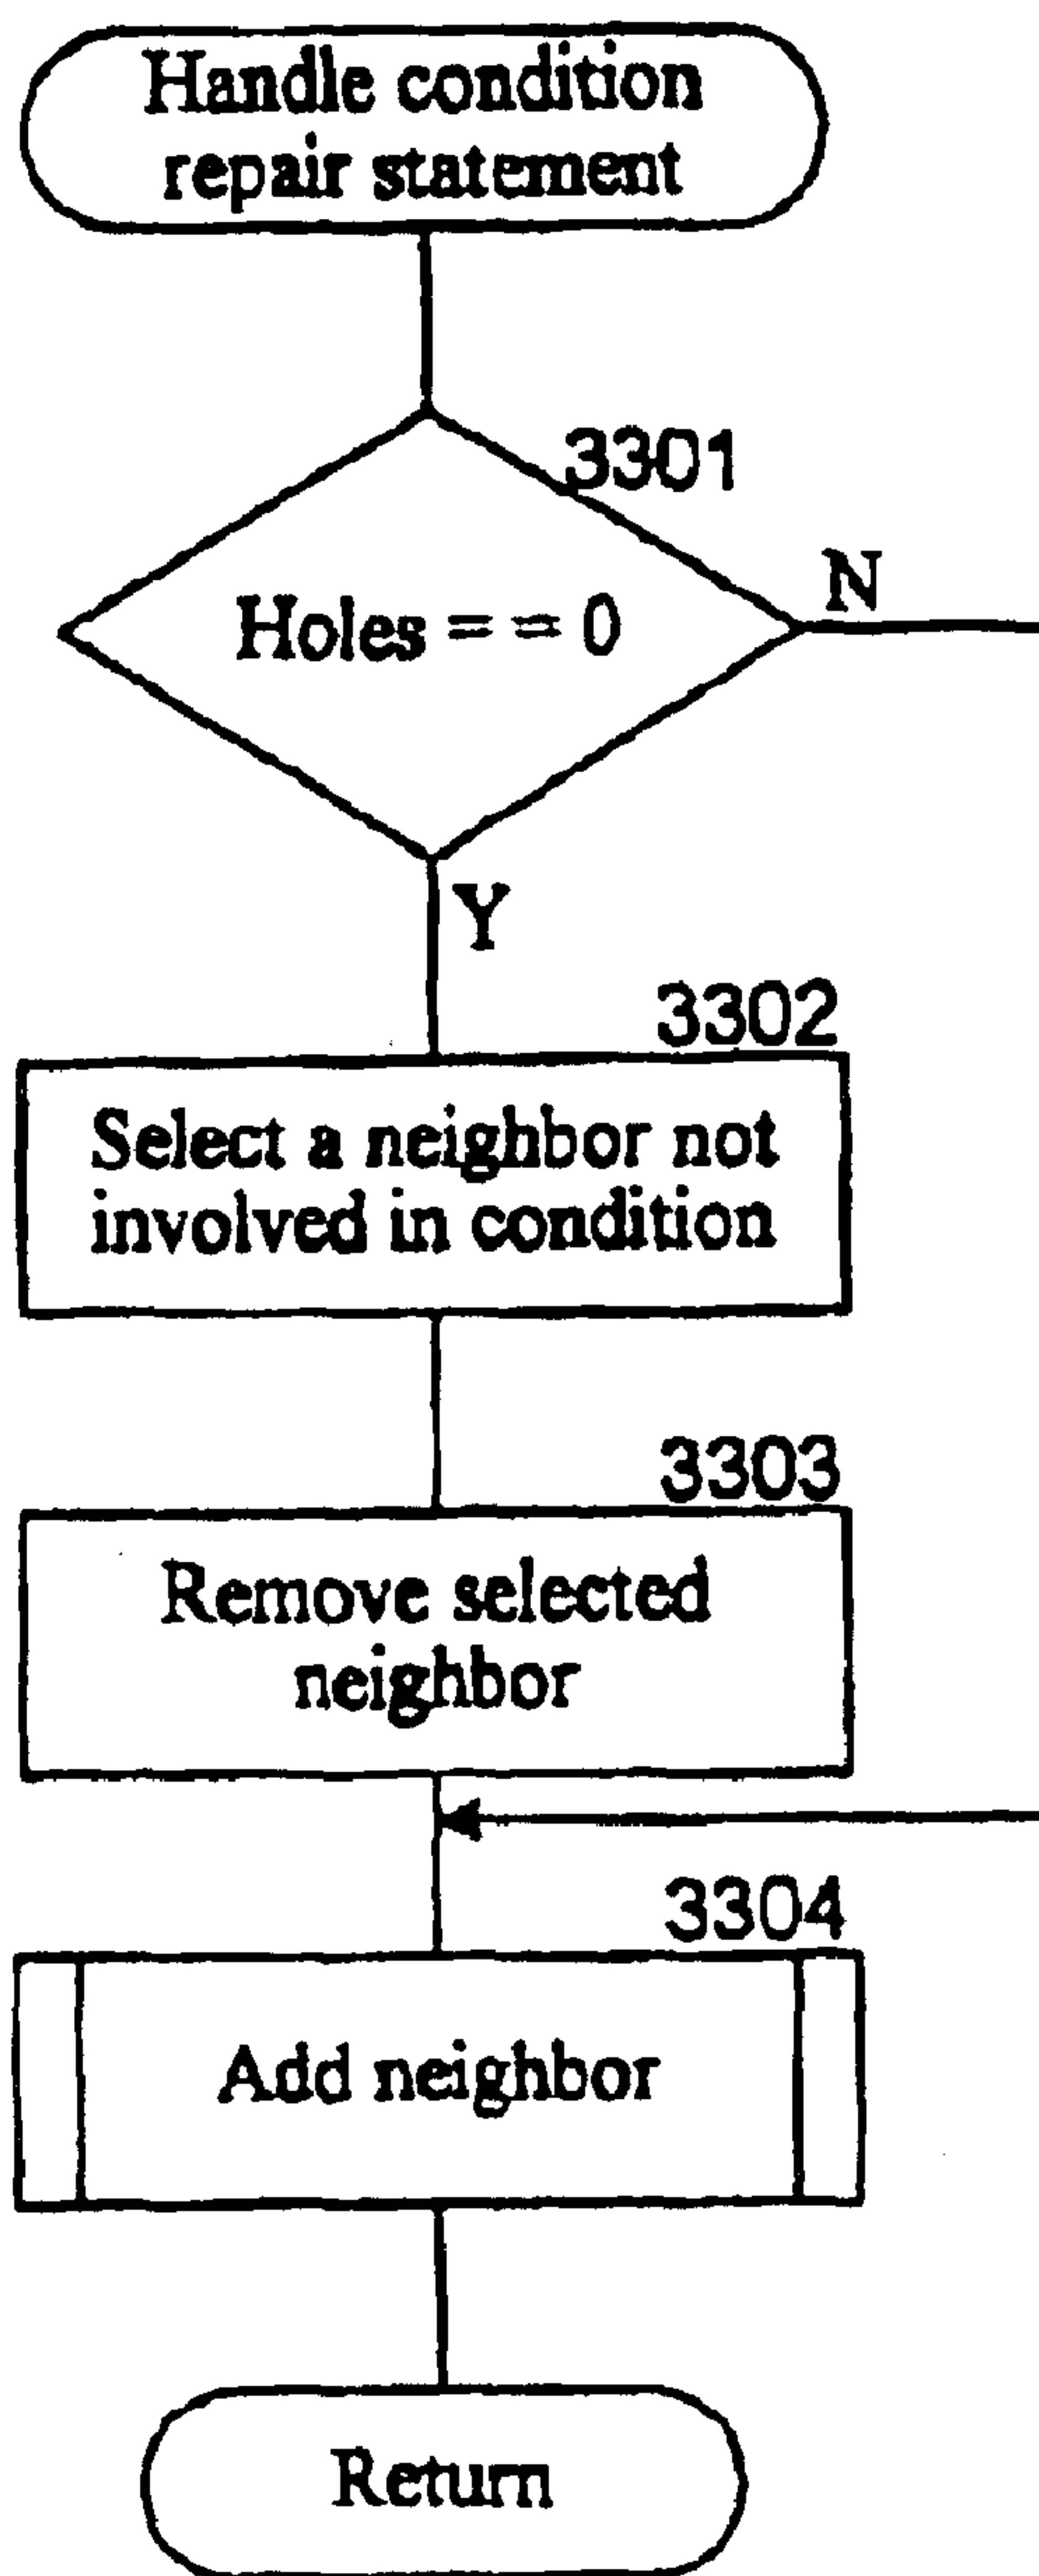 Handle condition
repair statement
3301
Holes = = 0
N
Y
3302
Select a neighbor not
involved in condition
3303
Remove selected
neighbor
3304
Add neighbor
Return